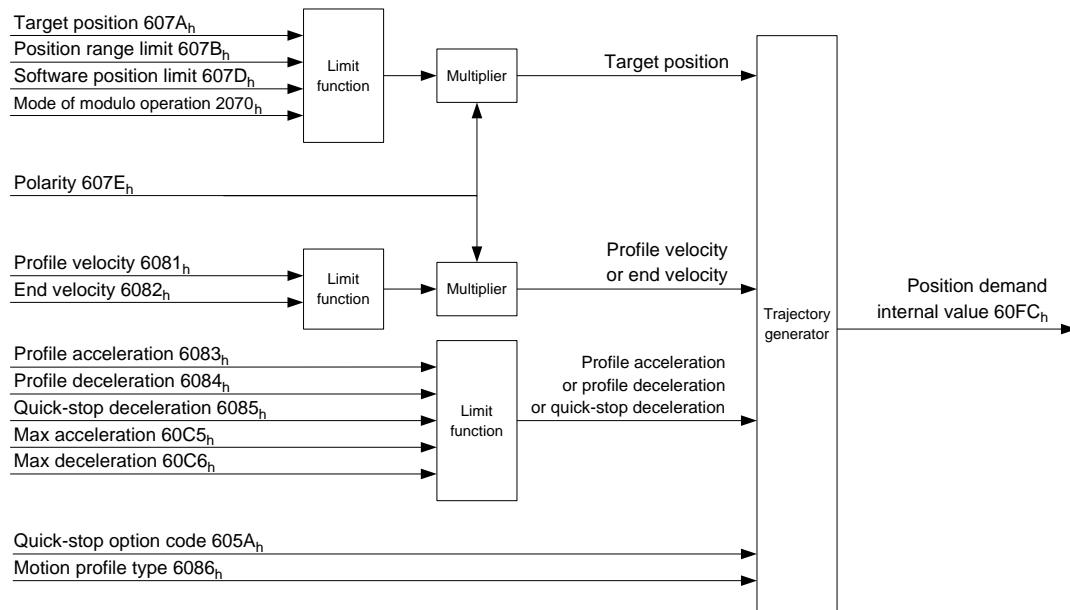 Target position 607Ah
Position range limit 607Bh
Software position limit 607Dh
Mode of modulo operation 2070h
Limit
function
Multiplier
Target position
Polarity 607Eh
Profile velocity 6081h
End velocity 6082h
Limit
function
Multiplier
Profile velocity
or end velocity
Profile acceleration 6083h
Profile deceleration 6084h
Quick-stop deceleration 6085h
Max acceleration 60C5h
Max deceleration 60C6h
Limit
function
Profile acceleration
or profile deceleration
or quick-stop deceleration
Quick-stop option code 605Ah
Motion profile type 6086h
Trajectory
generator
Position demand
internal value 60FCh